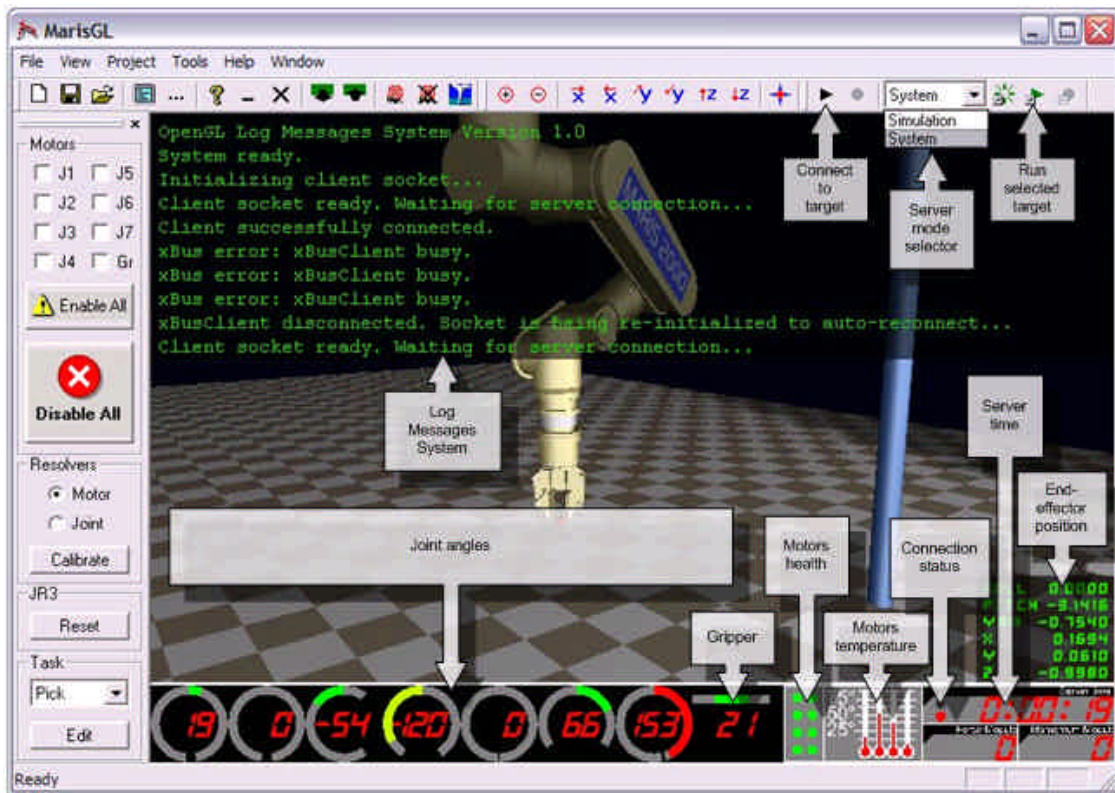 MarisGL
File View Project Tools Help Window
System
Simulation
System
Connect to target
Server mode selector
Run selected target
Motors
J1 J5
J2 J6
J3 J7
J4 Gr
Enable All
Disable All
Resolvers
Motor
Joint
Calibrate
JR3
Reset
Task
Pick
Edit
OpenGL Log Messages System Version 1.0
System ready.
Initializing client socket...
Client socket ready. Waiting for server connection...
Client successfully connected.
xBus error: xBusClient busy.
xBus error: xBusClient busy.
xBus error: xBusClient busy.
xBusClient disconnected. Socket is being re-initialized to auto-reconnect...
Client socket ready. Waiting for server connection...
MARIS 2000
Log Messages System
Server time
End-effector position
Joint angles
Motors health
Connection status
Gripper
Motors temperature
0.0000
-3.1416
-0.7540
X 0.1694
Y 0.0610
Z -0.9980
19 0 -54 -120 0 66 153 21
0:00:19
0 0
Ready